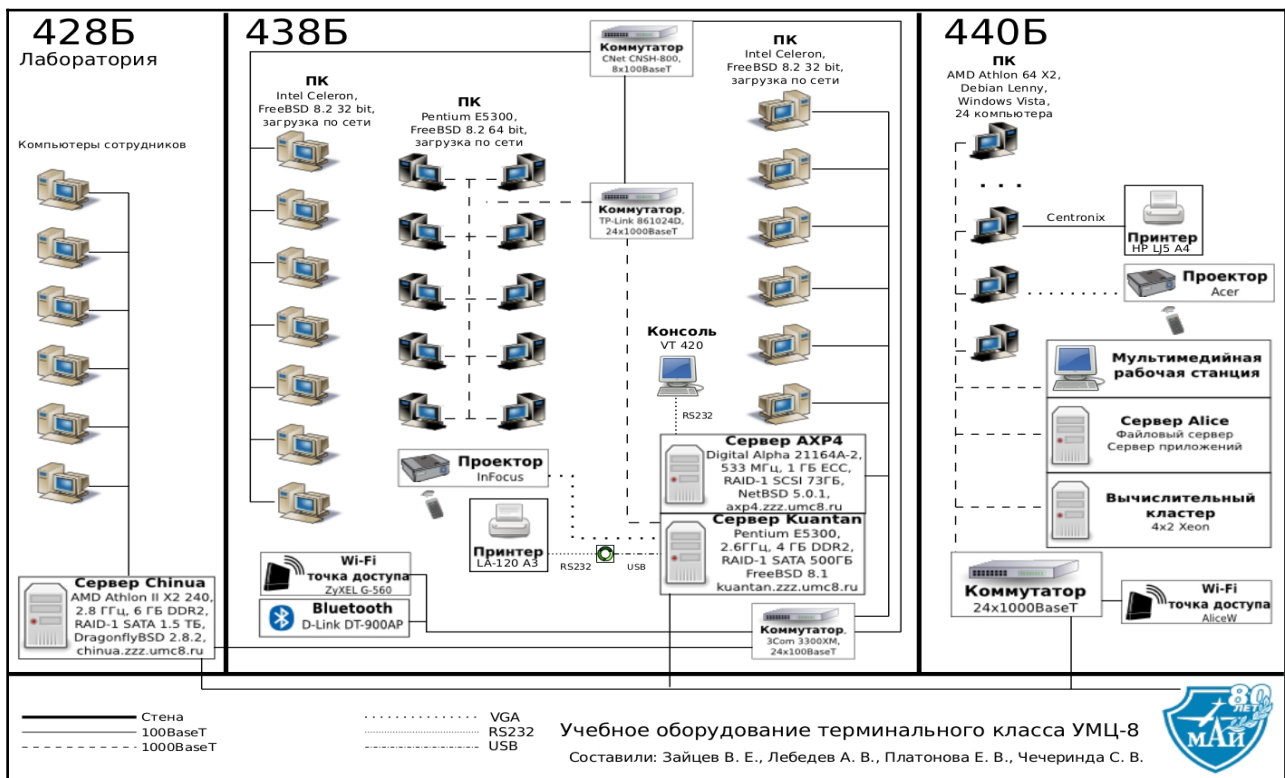 428Б
Лаборатория
Компьютеры сотрудников
Сервер Chinua
AMD Athlon II X2 240,
2.8 ГГц, 6 ГБ DDR2,
RAID-1 SATA 1.5 ТБ,
DragonflyBSD 2.8.2,
chinua.zzz.umc8.ru
438Б
ПК
Intel Celeron,
FreeBSD 8.2 32 bit,
загрузка по сети
ПК
Pentium E5300,
FreeBSD 8.2 64 bit,
загрузка по сети
Коммутатор
CNet CNSH-800,
8x100BaseT
Коммутатор,
TP-Link 861024D,
24x1000BaseT
ПК
Intel Celeron,
FreeBSD 8.2 32 bit,
загрузка по сети
Консоль
VT 420
RS232
Проектор
InFocus
Принтер
LA-120 A3
RS232
USB
Сервер AXP4
Digital Alpha 21164A-2,
533 МГц, 1 ГБ ECC,
RAID-1 SCSI 73ГБ,
NetBSD 5.0.1,
axp4.zzz.umc8.ru
Сервер Kuantan
Pentium E5300,
2.6ГГц, 4 ГБ DDR2,
RAID-1 SATA 500ГБ
FreeBSD 8.1
kuantan.zzz.umc8.ru
Wi-Fi
точка доступа
ZyXEL G-560
Bluetooth
D-Link DT-900AP
Коммутатор,
3Com 3300XM,
24x100BaseT
440Б
ПК
AMD Athlon 64 X2,
Debian Lenny,
Windows Vista,
24 компьютера
. . .
Centronix
Принтер
HP LJ5 A4
Проектор
Acer
Мультимедийная
рабочая станция
Сервер Alice
Файловый сервер
Сервер приложений
Вычислительный
кластер
4x2 Xeon
Коммутатор
24x1000BaseT
Wi-Fi
точка доступа
AliceW
Стена
100BaseT
1000BaseT
VGA
RS232
USB
Учебное оборудование терминального класса УМЦ-8
Составили: Зайцев В. Е., Лебедев А. В., Платонова Е. В., Чечеринда С. В.
80
ЛЕТ
МАИ